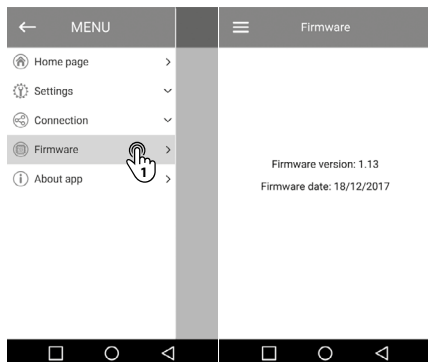 MENU
Home page
Settings
Connection
Firmware
1
About app
Firmware
Firmware version: 1.13
Firmware date: 18/12/2017